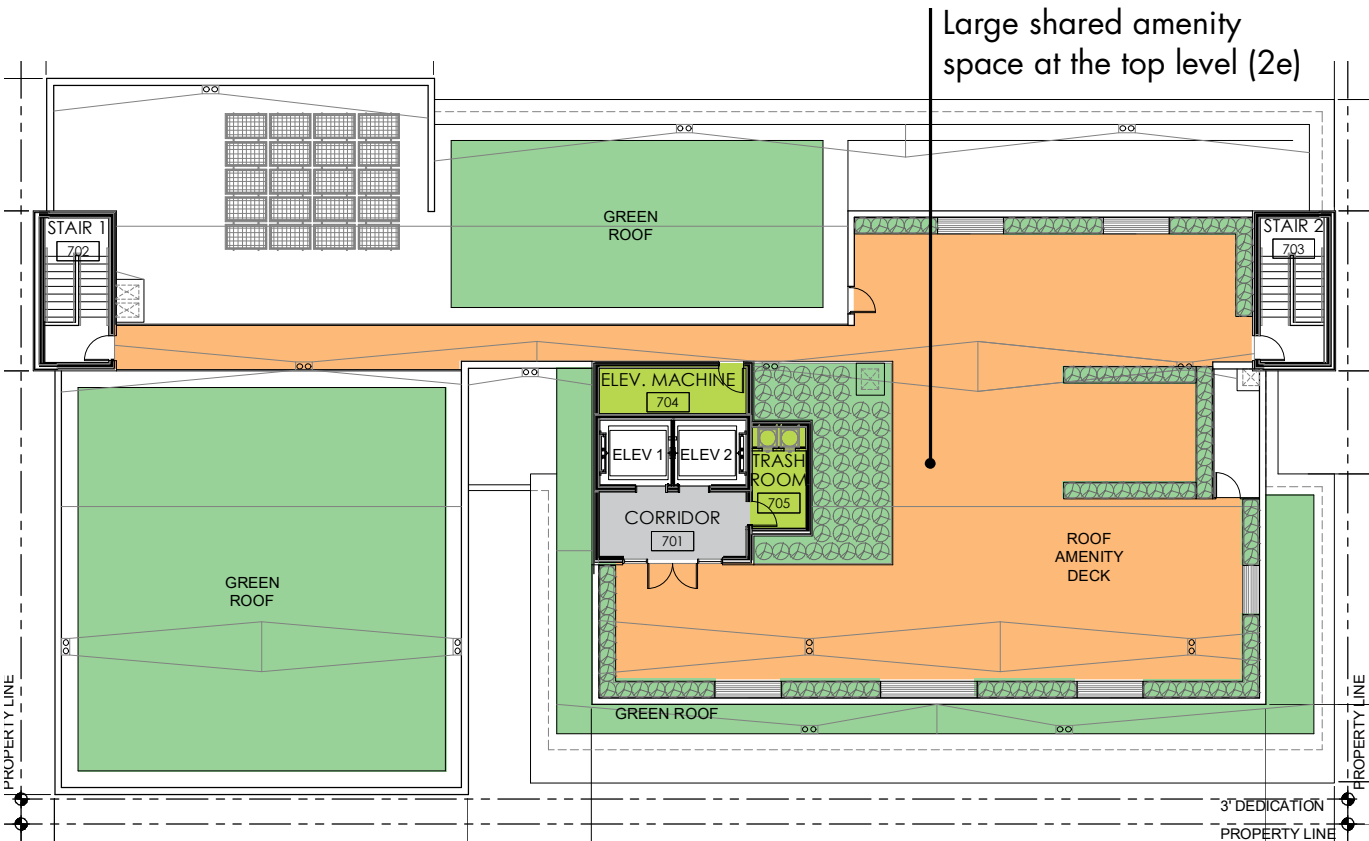 Large shared amenity
space at the top level (2e)
STAIR 1
702
GREEN
ROOF
STAIR 2
703
ELEV. MACHINE
704
ELEV 1
ELEV 2
TRASH
ROOM
705
CORRIDOR
701
ROOF
AMENITY
DECK
GREEN
ROOF
GREEN ROOF
PROPERTY LINE
PROPERTY LINE
3' DEDICATION
PROPERTY LINE